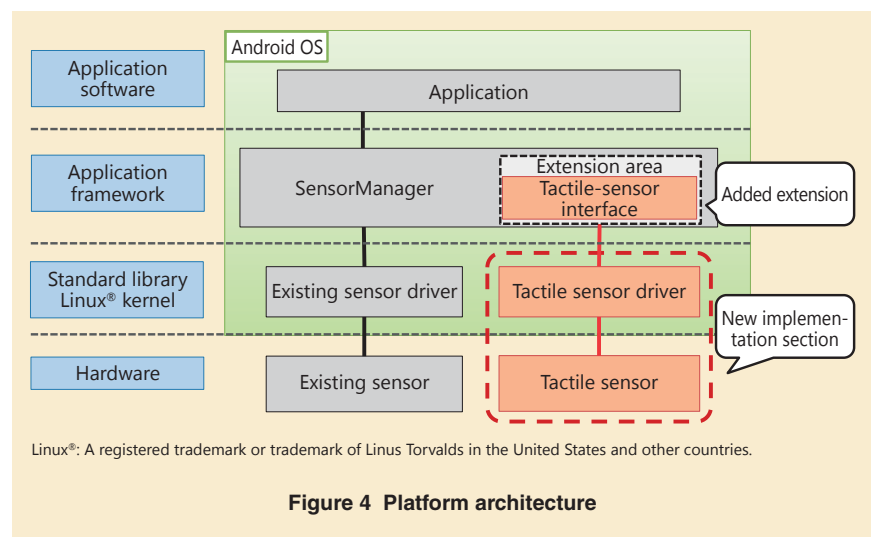 Android OS
Application
software
Application
Application
framework
SensorManager
Extension area
Tactile-sensor
interface
Added extension
Standard library
Linux® kernel
Existing sensor driver
Tactile sensor driver
New implemen-
tation section
Hardware
Existing sensor
Tactile sensor
Linux®: A registered trademark or trademark of Linus Torvalds in the United States and other countries.
Figure 4 Platform architecture